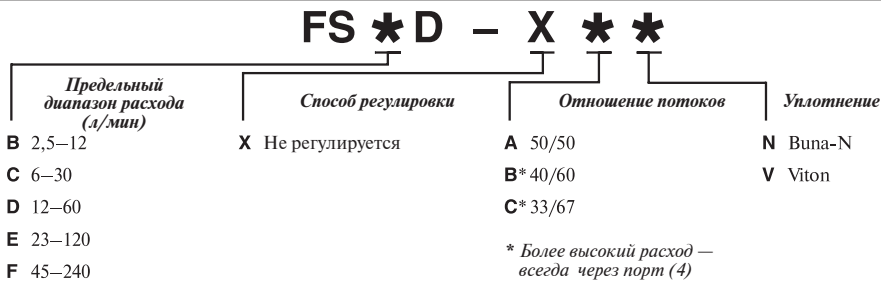 FS * D – X * *
Предельный диапазон расхода (л/мин)
B 2,5–12
C 6–30
D 12–60
E 23–120
F 45–240
Способ регулировки
X Не регулируется
Отношение потоков
A 50/50
B* 40/60
C* 33/67
* Более высокий расход —
всегда через порт (4)
Уплотнение
N Buna-N
V Viton